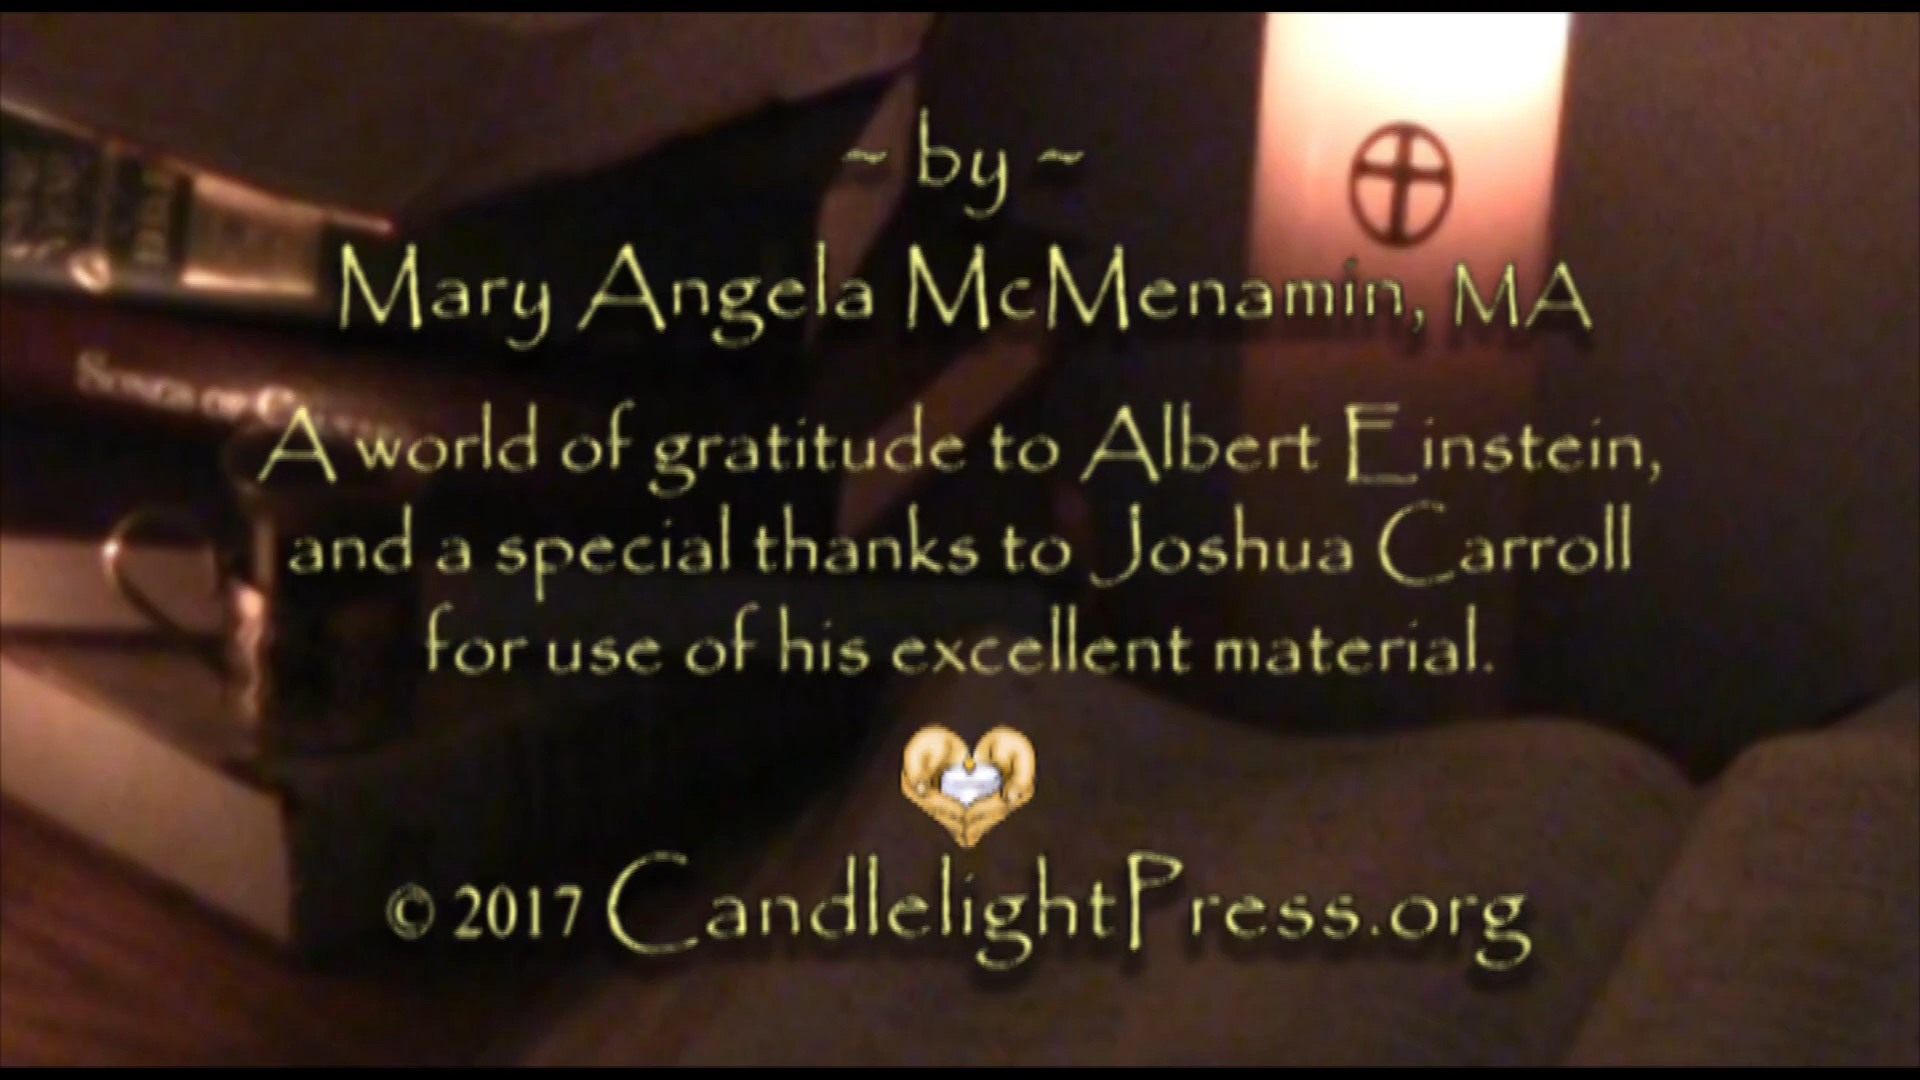 ~ by ~
Mary Angela McMenamin, MA
A world of gratitude to Albert Einstein,
and a special thanks to Joshua Carroll
for use of his excellent material.
© 2017 CandlelightPress.org